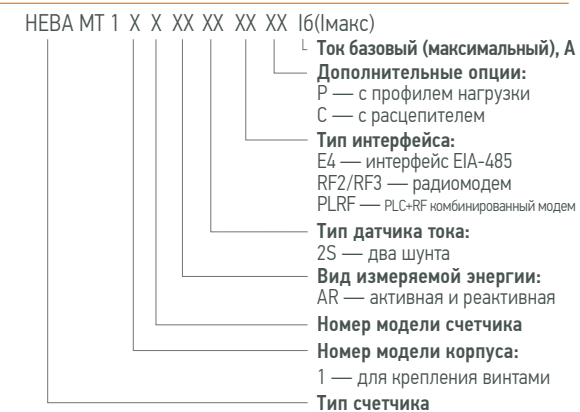 НЕВА МТ 1 X X XX XX XX XX Iб(Iмакс)
Ток базовый (максимальный), А
Дополнительные опции:
P — с профилем нагрузки
C — с расцепителем
Тип интерфейса:
E4 — интерфейс EIA-485
RF2/RF3 — радиомодем
PLRF — PLC+RF комбинированный модем
Тип датчика тока:
2S — два шунта
Вид измеряемой энергии:
AR — активная и реактивная
Номер модели счетчика
Номер модели корпуса:
1 — для крепления винтами
Тип счетчика